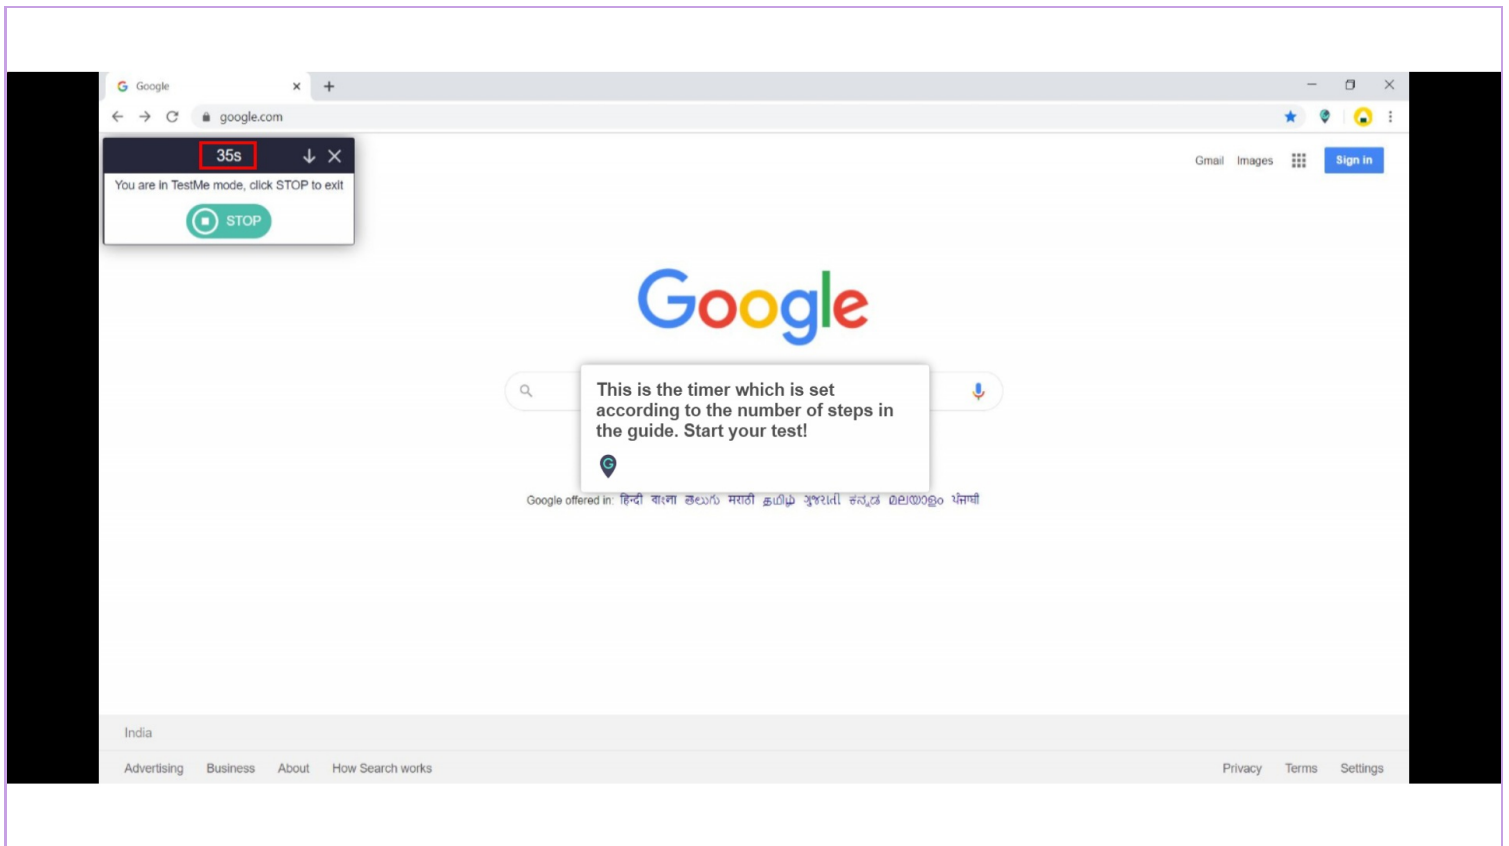 Google
google.com
35s
You are in TestMe mode, click STOP to exit
STOP
Gmail Images Sign in
Google
This is the timer which is set
according to the number of steps in
the guide. Start your test!
G
Google offered in: हिन्दी বাংলা తెలుగు मराठी தமிழ் ગુજરાતી ಕನ್ನಡ മലയാളം ਪੰਜਾਬੀ
India
Advertising Business About How Search works Privacy Terms Settings